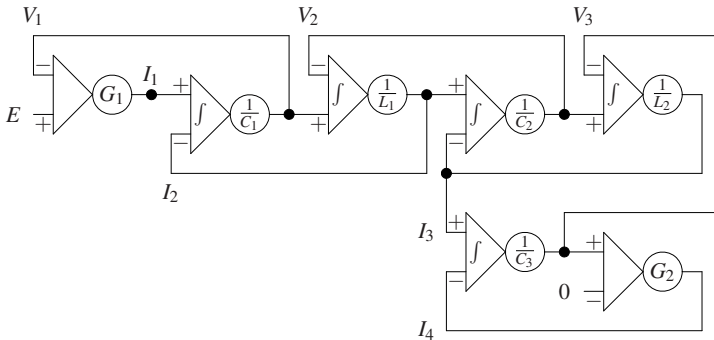 V₁ V₂ V₃
− G₁ I₁ + ∫ 1/C₁ − ∫ 1/L₁ + ∫ 1/C₂ − ∫ 1/L₂
E + − + − +
I₂
I₃ + ∫ 1/C₃ + G₂
− 0 −
I₄